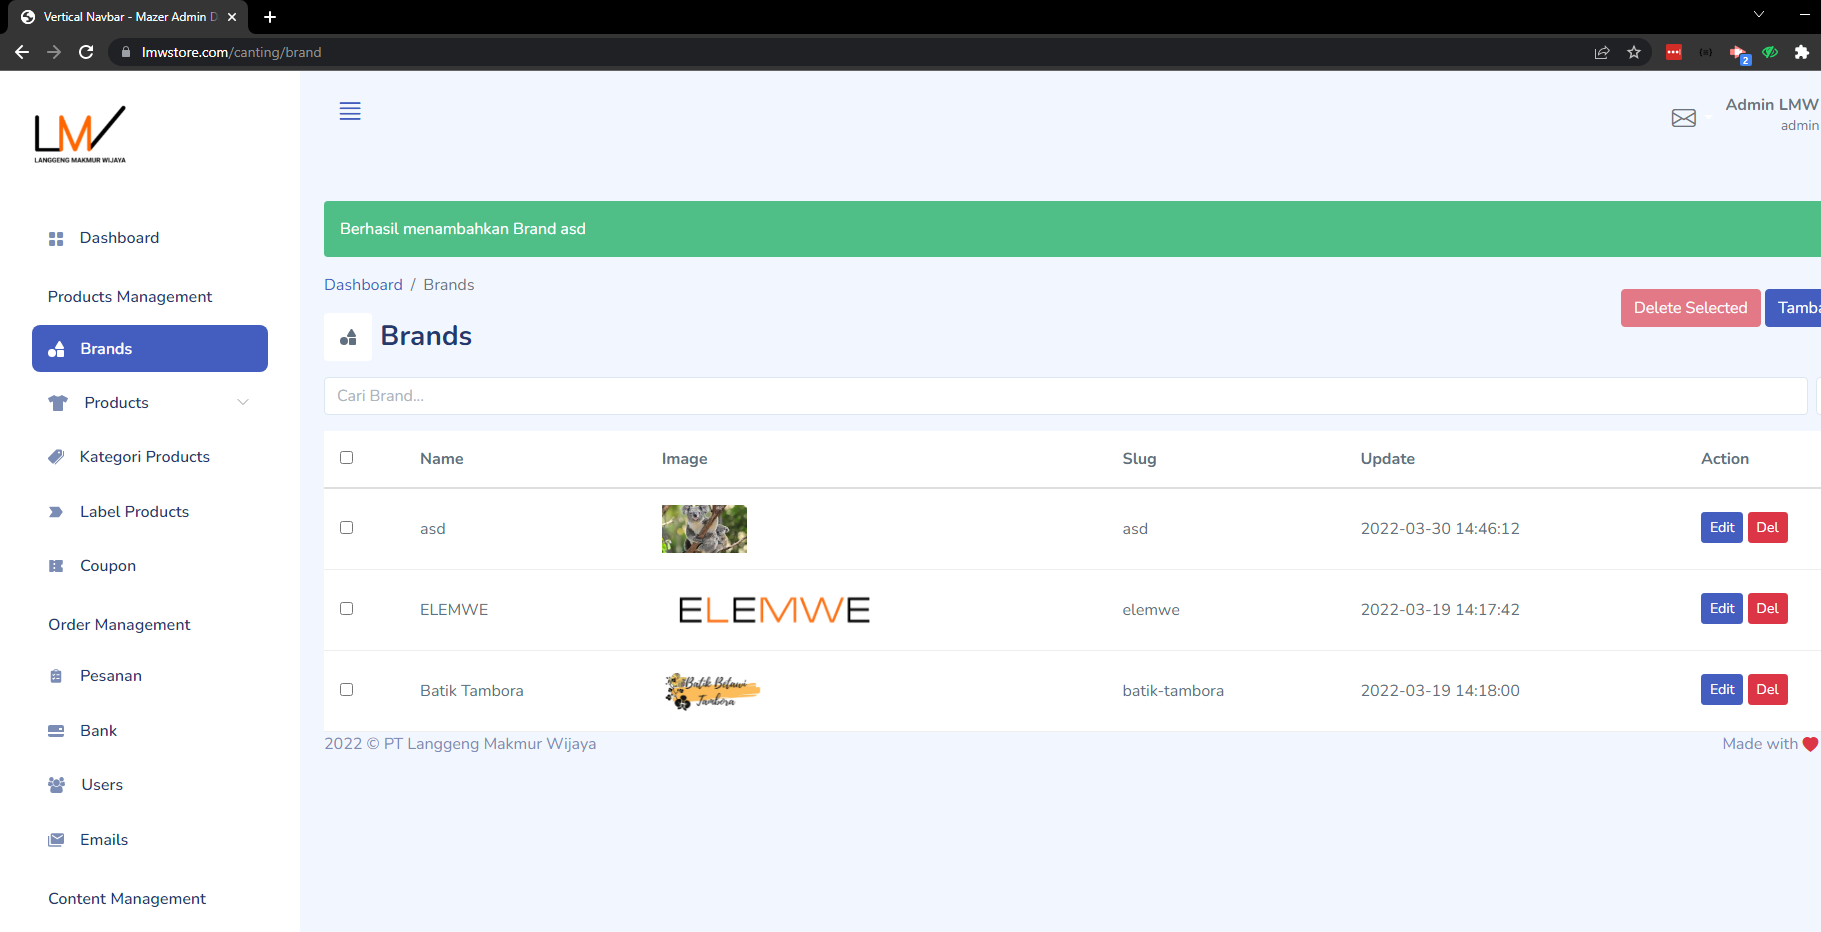 Vertical Navbar - Mazer Admin D
lmwstore.com/canting/brand
2
LMW
LANGGENG MAKMUR WIJAYA
Admin LMW
admin
Dashboard
Products Management
Brands
Products
Kategori Products
Label Products
Coupon
Order Management
Pesanan
Bank
Users
Emails
Content Management
Berhasil menambahkan Brand asd
Dashboard / Brands
Delete Selected
Tamba
Brands
Cari Brand...
Name Image Slug Update Action
asd asd 2022-03-30 14:46:12 Edit Del
ELEMWE ELEMWE elemwe 2022-03-19 14:17:42 Edit Del
Batik Tambora Batik Betawi Tambora batik-tambora 2022-03-19 14:18:00 Edit Del
2022 © PT Langgeng Makmur Wijaya
Made with